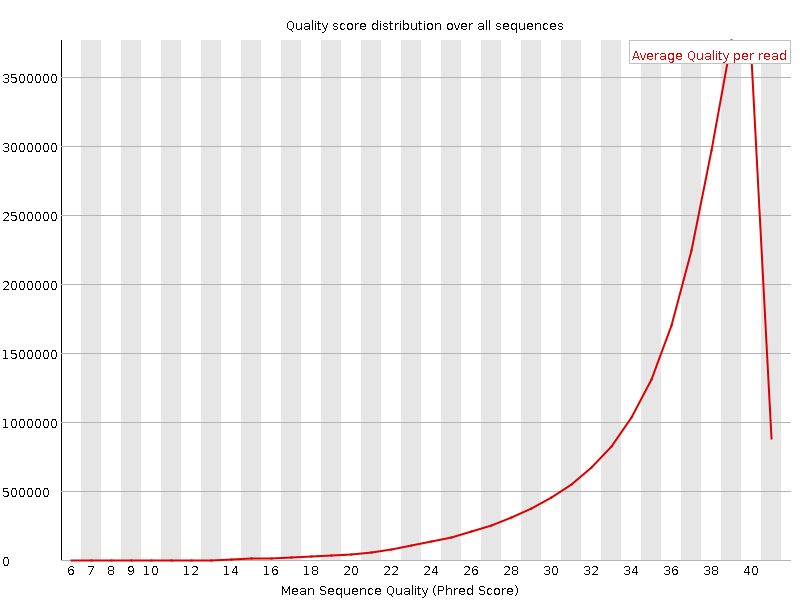 Quality score distribution over all sequences
Average Quality per read
3500000
3000000
2500000
2000000
1500000
1000000
500000
0
6 7 8 9 10 12 14 16 18 20 22 24 26 28 30 32 34 36 38 40
Mean Sequence Quality (Phred Score)